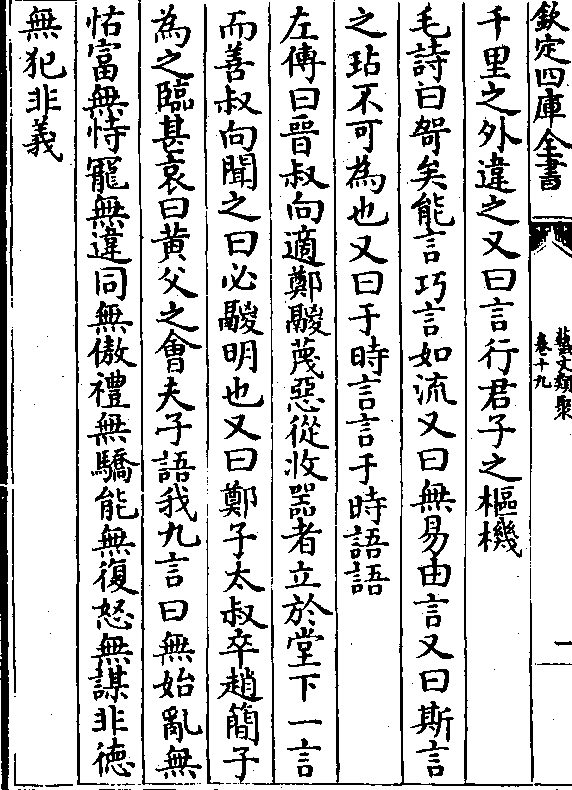 欽定四庫全書
藝文類聚
卷十九
一
千里之外違之又曰言行君子之樞機
毛詩曰哿矣能言巧言如流又曰無易由言又曰斯言
之玷不可為也又曰于時言言于時語語
左傳曰晉叔向適鄭鬷蔑惡從收器者立於堂下一言
而善叔向聞之曰必鬷明也又曰鄭子太叔卒趙簡子
為之臨甚哀曰黄父之會夫子語我九言曰無始亂無
怙富無恃寵無違同無傲禮無驕能無復怒無謀非徳
無犯非義